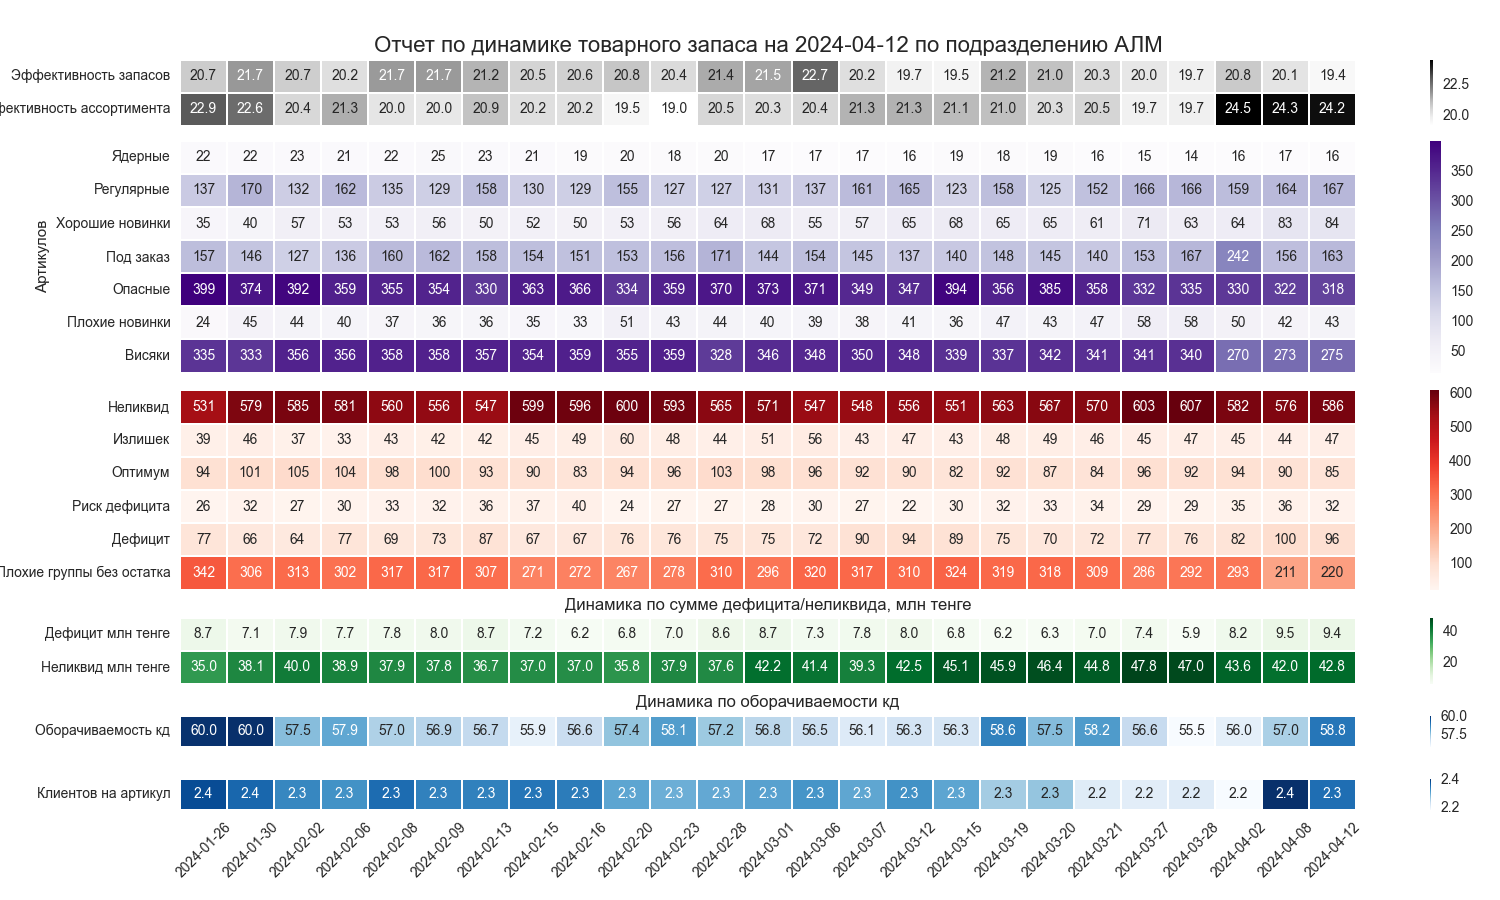 Отчет по динамике товарного запаса на 2024-04-12 по подразделению АЛМ
Эффективность запасов 20.7 21.7 20.7 20.2 21.7 21.7 21.2 20.5 20.6 20.8 20.4 21.4 21.5 22.7 20.2 19.7 19.5 21.2 21.0 20.3 20.0 19.7 20.8 20.1 19.4
фективность ассортимента 22.9 22.6 20.4 21.3 20.0 20.0 20.9 20.2 20.2 19.5 19.0 20.5 20.3 20.4 21.3 21.3 21.1 21.0 20.3 20.5 19.7 19.7 24.5 24.3 24.2
22.5
20.0
Артикулов
Ядерные 22 22 23 21 22 25 23 21 19 20 18 20 17 17 17 16 19 18 19 16 15 14 16 17 16
Регулярные 137 170 132 162 135 129 158 130 129 155 127 127 131 137 161 165 123 158 125 152 166 166 159 164 167
Хорошие новинки 35 40 57 53 53 56 50 52 50 53 56 64 68 55 57 65 68 65 65 61 71 63 64 83 84
Под заказ 157 146 127 136 160 162 158 154 151 153 156 171 144 154 145 137 140 148 145 140 153 167 242 156 163
Опасные 399 374 392 359 355 354 330 363 366 334 359 370 373 371 349 347 394 356 385 358 332 335 330 322 318
Плохие новинки 24 45 44 40 37 36 36 35 33 51 43 44 40 39 38 41 36 47 43 47 58 58 50 42 43
Висяки 335 333 356 356 358 358 357 354 359 355 359 328 346 348 350 348 339 337 342 341 341 340 270 273 275
350
300
250
200
150
100
50
Неликвид 531 579 585 581 560 556 547 599 596 600 593 565 571 547 548 556 551 563 567 570 603 607 582 576 586
Излишек 39 46 37 33 43 42 42 45 49 60 48 44 51 56 43 47 43 48 49 46 45 47 45 44 47
Оптимум 94 101 105 104 98 100 93 90 83 94 96 103 98 96 92 90 82 92 87 84 96 92 94 90 85
Риск дефицита 26 32 27 30 33 32 36 37 40 24 27 27 28 30 27 22 30 32 33 34 29 29 35 36 32
Дефицит 77 66 64 77 69 73 87 67 67 76 76 75 75 72 90 94 89 75 70 72 77 76 82 100 96
Плохие группы без остатка 342 306 313 302 317 317 307 271 272 267 278 310 296 320 317 310 324 319 318 309 286 292 293 211 220
600
500
400
300
200
100
Динамика по сумме дефицита/неликвида, млн тенге
Дефицит млн тенге 8.7 7.1 7.9 7.7 7.8 8.0 8.7 7.2 6.2 6.8 7.0 8.6 8.7 7.3 7.8 8.0 6.8 6.2 6.3 7.0 7.4 5.9 8.2 9.5 9.4
Неликвид млн тенге 35.0 38.1 40.0 38.9 37.9 37.8 36.7 37.0 37.0 35.8 37.9 37.6 42.2 41.4 39.3 42.5 45.1 45.9 46.4 44.8 47.8 47.0 43.6 42.0 42.8
40
20
Динамика по оборачиваемости кд
Оборачиваемость кд 60.0 60.0 57.5 57.9 57.0 56.9 56.7 55.9 56.6 57.4 58.1 57.2 56.8 56.5 56.1 56.3 56.3 58.6 57.5 58.2 56.6 55.5 56.0 57.0 58.8
60.0
57.5
Клиентов на артикул 2.4 2.4 2.3 2.3 2.3 2.3 2.3 2.3 2.3 2.3 2.3 2.3 2.3 2.3 2.3 2.3 2.3 2.3 2.3 2.2 2.2 2.2 2.2 2.4 2.3
2.4
2.2
2024-01-26 2024-01-30 2024-02-02 2024-02-06 2024-02-08 2024-02-09 2024-02-13 2024-02-15 2024-02-16 2024-02-20 2024-02-23 2024-02-28 2024-03-01 2024-03-06 2024-03-07 2024-03-12 2024-03-15 2024-03-19 2024-03-20 2024-03-21 2024-03-27 2024-03-28 2024-04-02 2024-04-08 2024-04-12